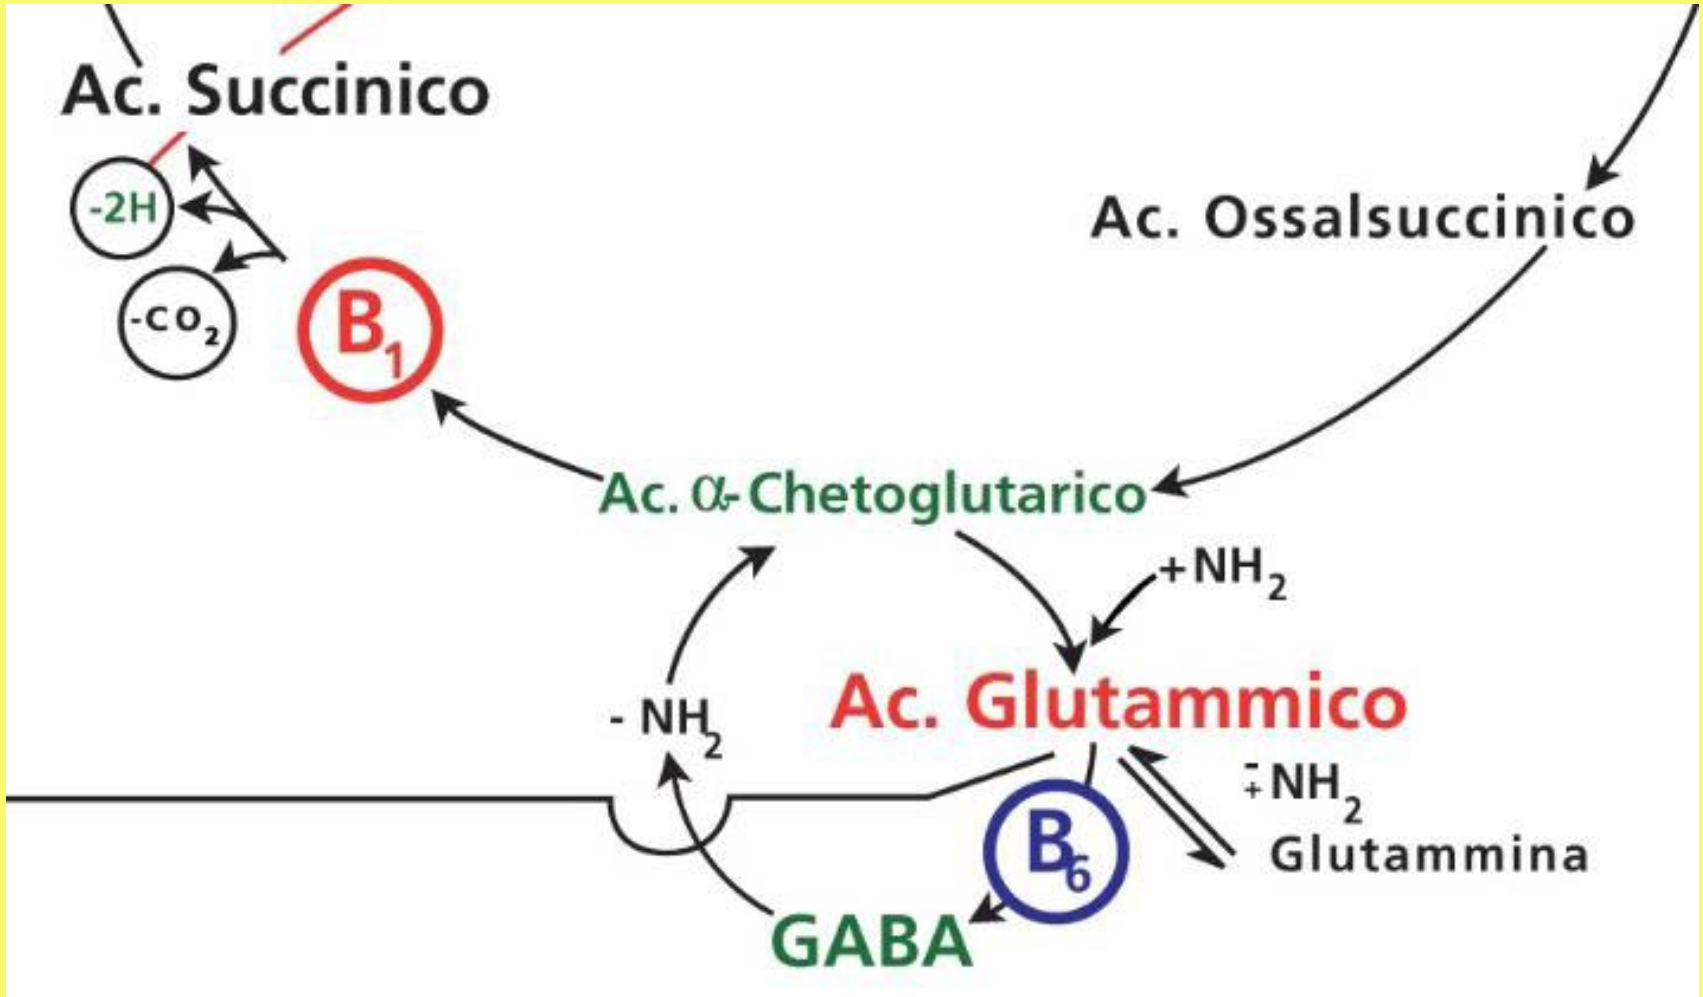 Ac. Succinico
-2H
Ac. Ossalsuccinico
-CO₂
B₁
Ac. α-Chetoglutarico
+NH₂
Ac. Glutammico
- NH₂
-+NH₂
B₆
Glutammina
GABA